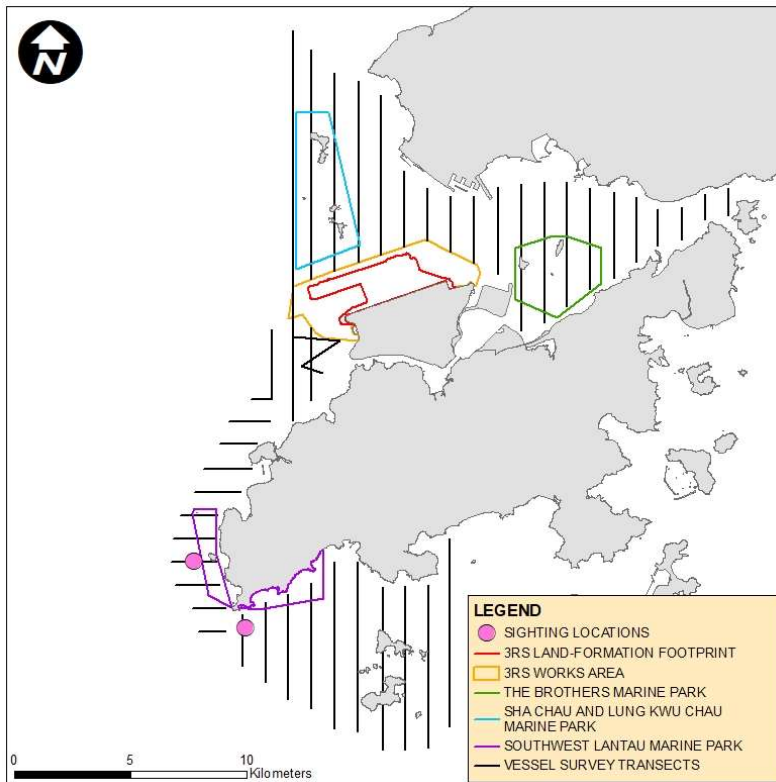 N
LEGEND
SIGHTING LOCATIONS
3RS LAND-FORMATION FOOTPRINT
3RS WORKS AREA
THE BROTHERS MARINE PARK
SHA CHAU AND LUNG KWU CHAU
MARINE PARK
SOUTHWEST LANTAU MARINE PARK
VESSEL SURVEY TRANSECTS
0 5 10
Kilometers